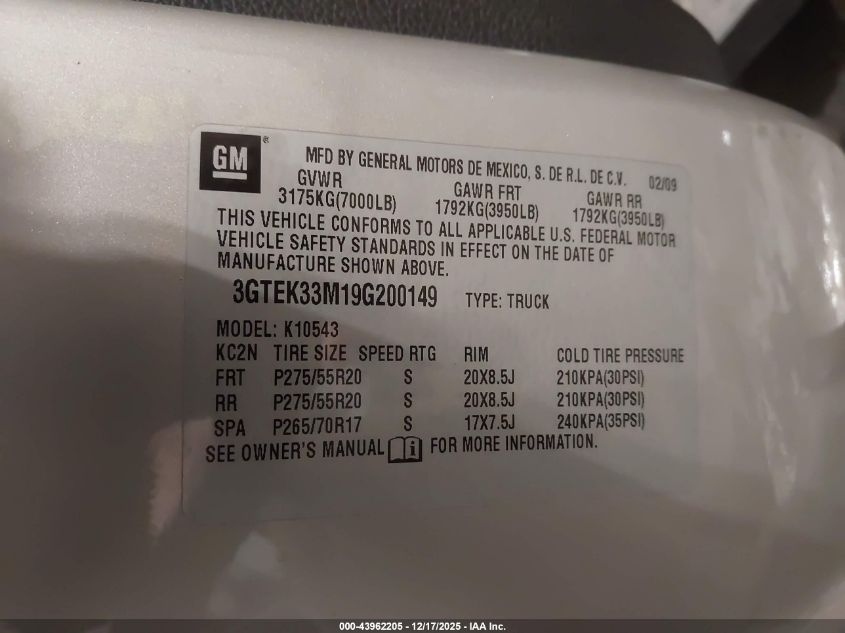 GM®
MFD BY GENERAL MOTORS DE MEXICO, S. DE R.L. DE C.V. 02/09
GVWR GAWR FRT GAWR RR
3175KG(7000LB) 1792KG(3950LB) 1792KG(3950LB)
THIS VEHICLE CONFORMS TO ALL APPLICABLE U.S. FEDERAL MOTOR
VEHICLE SAFETY STANDARDS IN EFFECT ON THE DATE OF
MANUFACTURE SHOWN ABOVE.
3GTEK33M19G200149 TYPE: TRUCK
MODEL: K10543
KC2N TIRE SIZE SPEED RTG RIM COLD TIRE PRESSURE
FRT P275/55R20 S 20X8.5J 210KPA(30PSI)
RR P275/55R20 S 20X8.5J 210KPA(30PSI)
SPA P265/70R17 S 17X7.5J 240KPA(35PSI)
SEE OWNER'S MANUAL i FOR MORE INFORMATION.
000-43962205 - 12/17/2025 - IAA Inc.